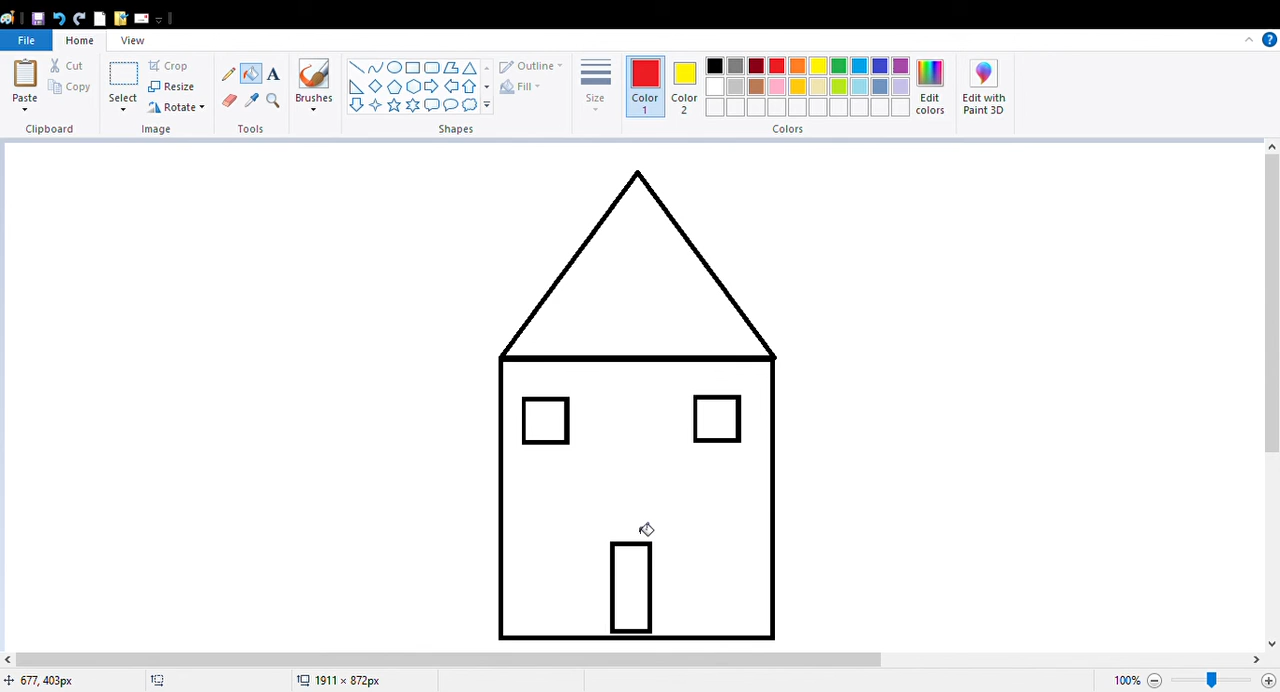 File Home View
Paste Cut Copy Clipboard
Select Crop Resize Rotate Image
A Tools
Brushes
Outline Fill Shapes
Size
Color 1 Color 2 Edit colors Colors
Edit with Paint 3D
677, 403px 1911 × 872px 100%